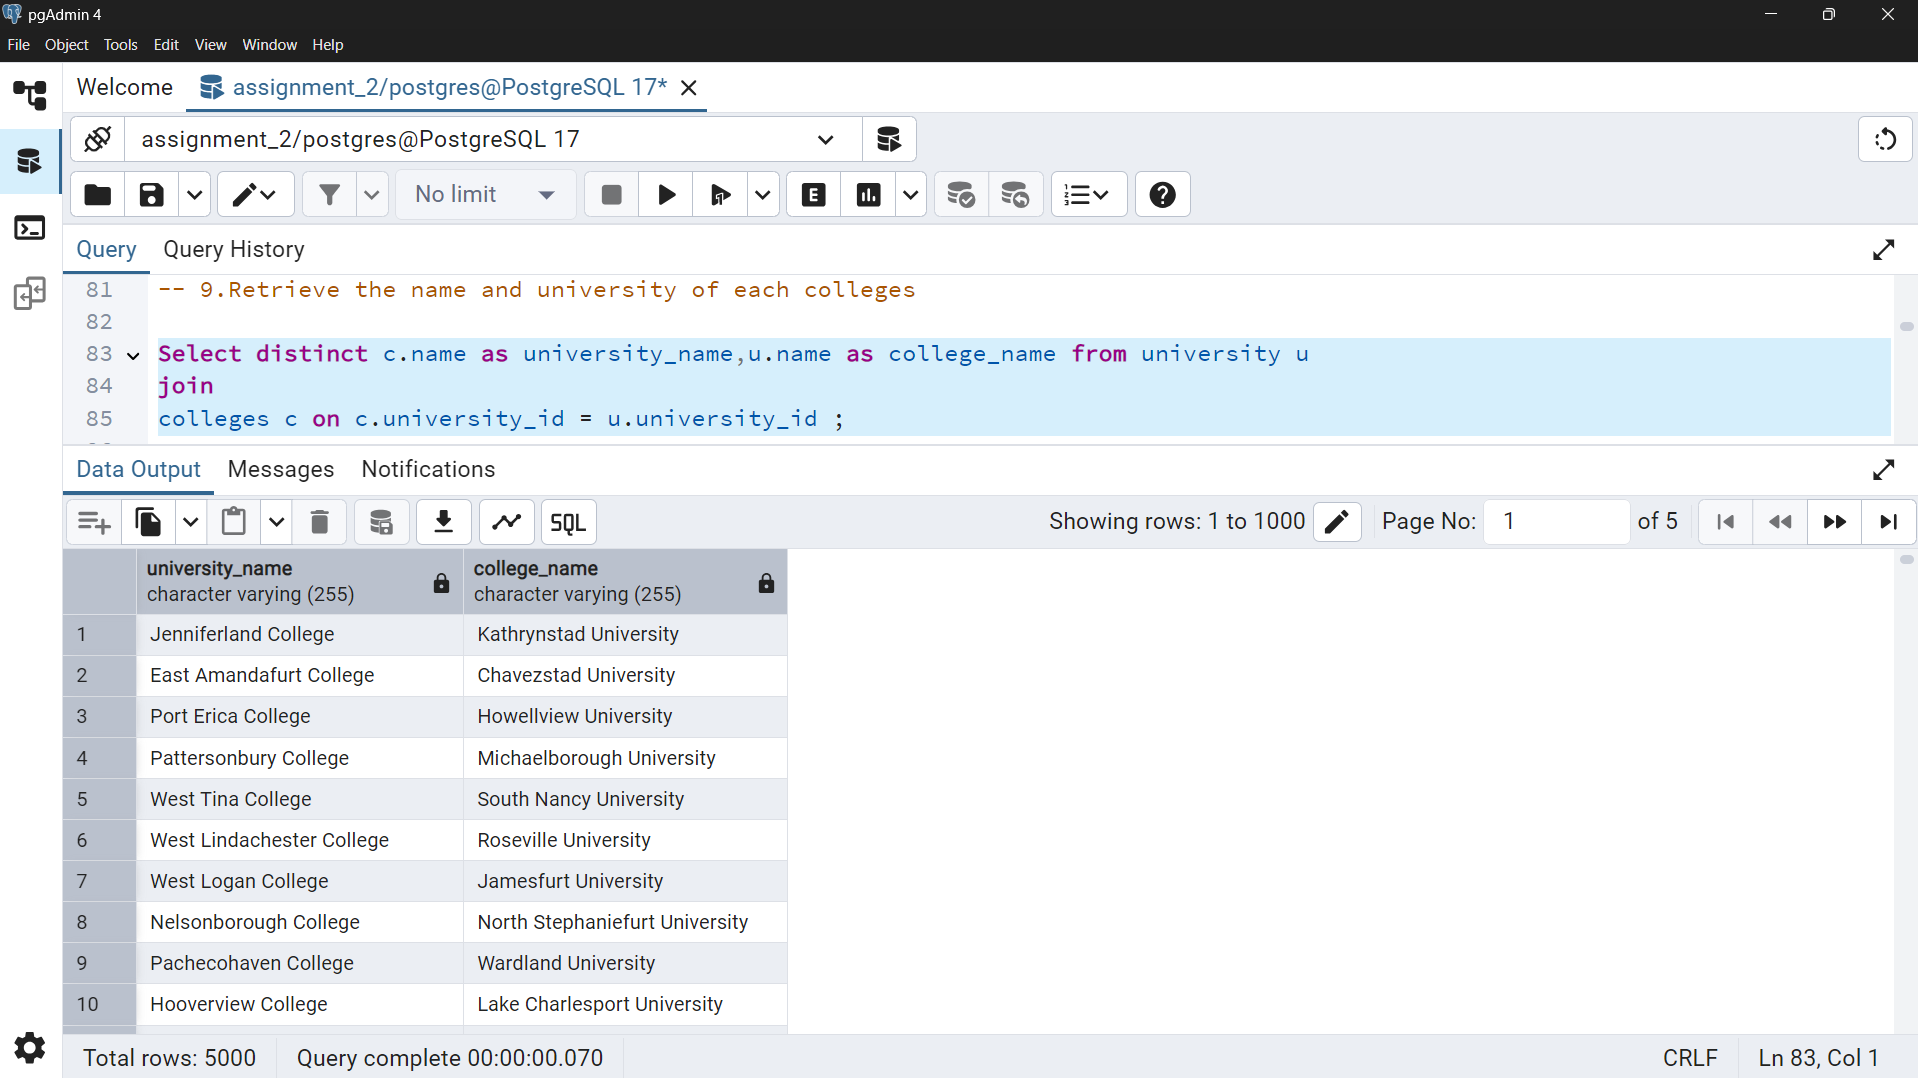 pgAdmin 4
File Object Tools Edit View Window Help
Welcome assignment_2/postgres@PostgreSQL 17*
assignment_2/postgres@PostgreSQL 17
No limit E
Query Query History
81 -- 9.Retrieve the name and university of each colleges
82
83 Select distinct c.name as university_name,u.name as college_name from university u
84 join
85 colleges c on c.university_id = u.university_id ;
Data Output Messages Notifications
SQL Showing rows: 1 to 1000 Page No: 1 of 5
university_name college_name
character varying (255) character varying (255)
1 Jenniferland College Kathrynstad University
2 East Amandafurt College Chavezstad University
3 Port Erica College Howellview University
4 Pattersonbury College Michaelborough University
5 West Tina College South Nancy University
6 West Lindachester College Roseville University
7 West Logan College Jamesfurt University
8 Nelsonborough College North Stephaniefurt University
9 Pachecohaven College Wardland University
10 Hooverview College Lake Charlesport University
Total rows: 5000 Query complete 00:00:00.070 CRLF Ln 83, Col 1